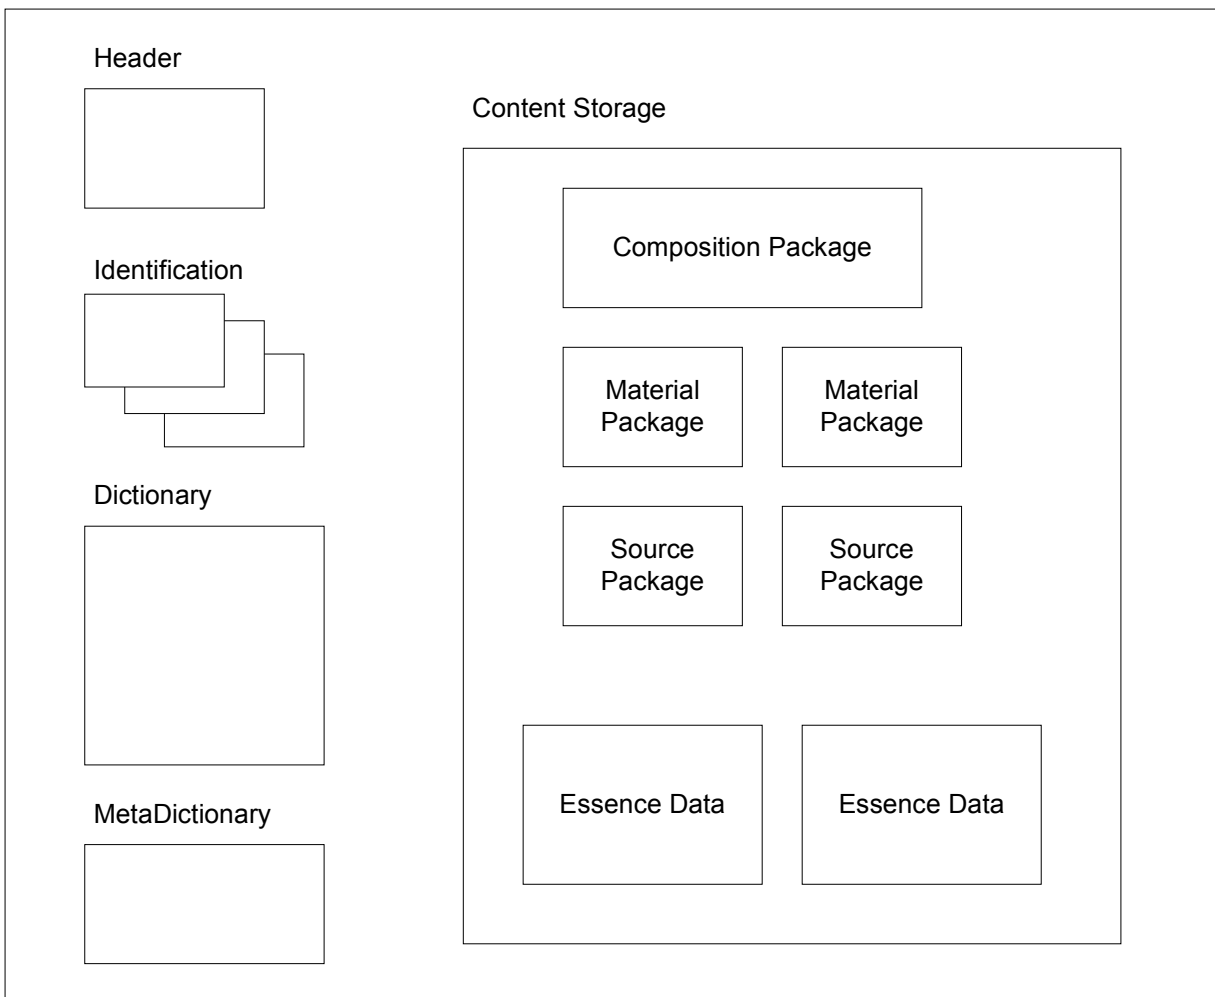 Header
Identification
Dictionary
MetaDictionary
Content Storage
Composition Package
Material
Package
Material
Package
Source
Package
Source
Package
Essence Data
Essence Data